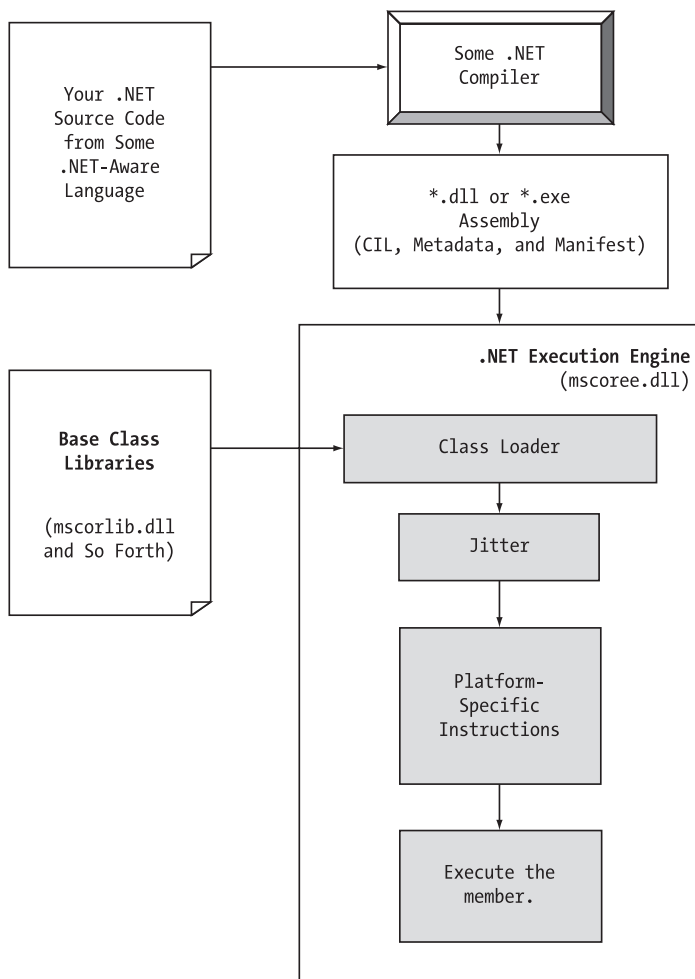 Your .NET
Source Code
from Some
.NET-Aware
Language
Some .NET
Compiler
*.dll or *.exe
Assembly
(CIL, Metadata, and Manifest)
.NET Execution Engine
(mscoree.dll)
Base Class
Libraries
(mscorlib.dll
and So Forth)
Class Loader
Jitter
Platform-
Specific
Instructions
Execute the
member.